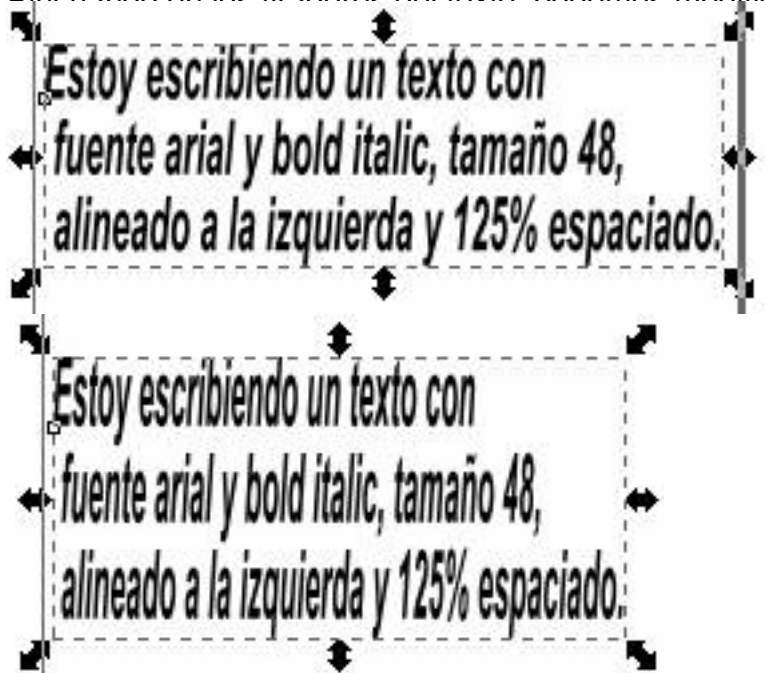 Estoy escribiendo un texto con
fuente arial y bold italic, tamaño 48,
alineado a la izquierda y 125% espaciado.
Estoy escribiendo un texto con
fuente arial y bold italic, tamaño 48,
alineado a la izquierda y 125% espaciado.